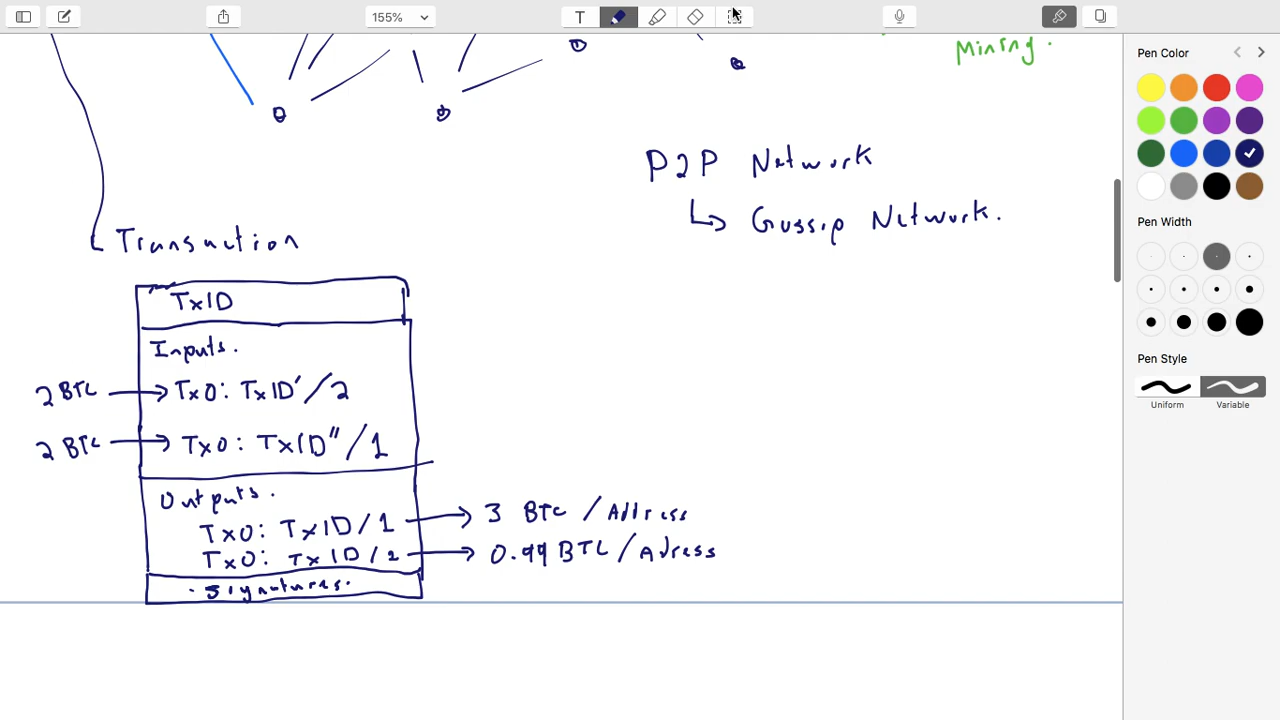 155%
Mining.
Pen Color
P2P Network
Gossip Network.
Transaction
TxID
Inputs.
2 BTC → Tx0: TxID'/2
2 BTC → Tx0: TxID"/1
Outputs.
Tx0: TxID/1 → 3 BTC /Address
Tx0: TxID/2 → 0.99 BTC/Adress
signatures.
Pen Width
Pen Style
Uniform
Variable
T